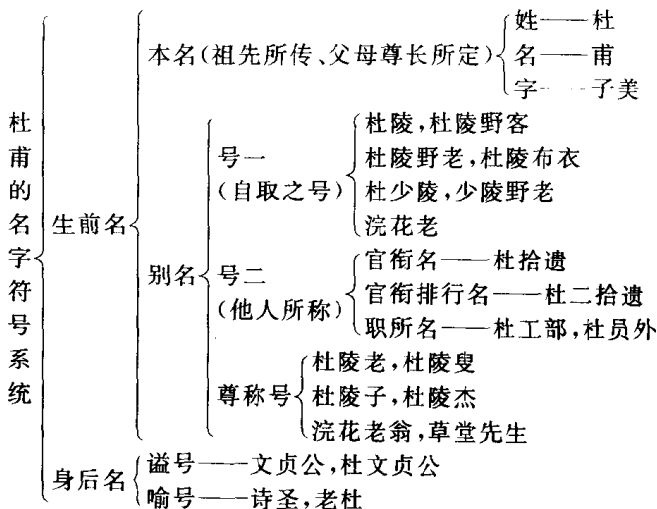 杜甫的名字符号系统
生前名
本名(祖先所传、父母尊长所定)
姓——杜
名——甫
字——子美
别名
号一
(自取之号)
杜陵,杜陵野客
杜陵野老,杜陵布衣
杜少陵,少陵野老
浣花老
号二
(他人所称)
官衔名——杜拾遗
官衔排行名——杜二拾遗
职所名——杜工部,杜员外
尊称号
杜陵老,杜陵叟
杜陵子,杜陵杰
浣花老翁,草堂先生
身后名
谥号——文贞公,杜文贞公
喻号——诗圣,老杜